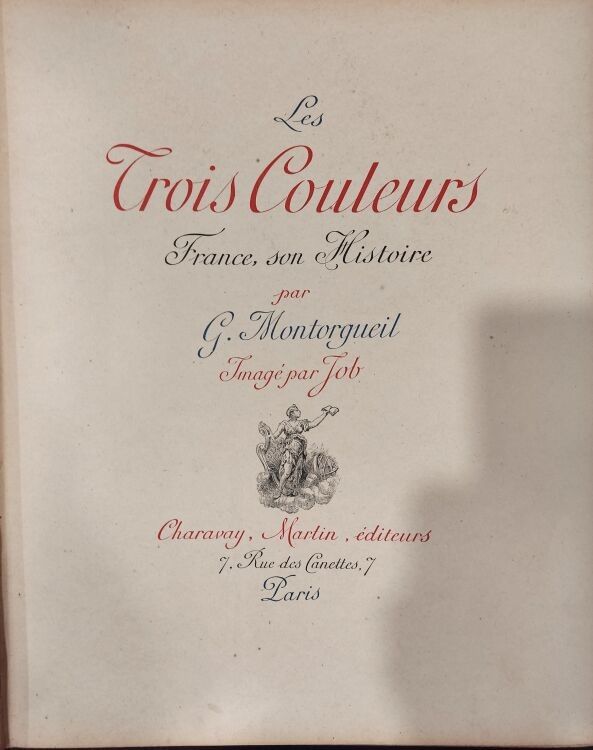 Les
Trois Couleurs
France, son Histoire
par
G. Montorgueil
Imagé par Job
Charavay, Martin, éditeurs
7, Rue des Canettes, 7
Paris